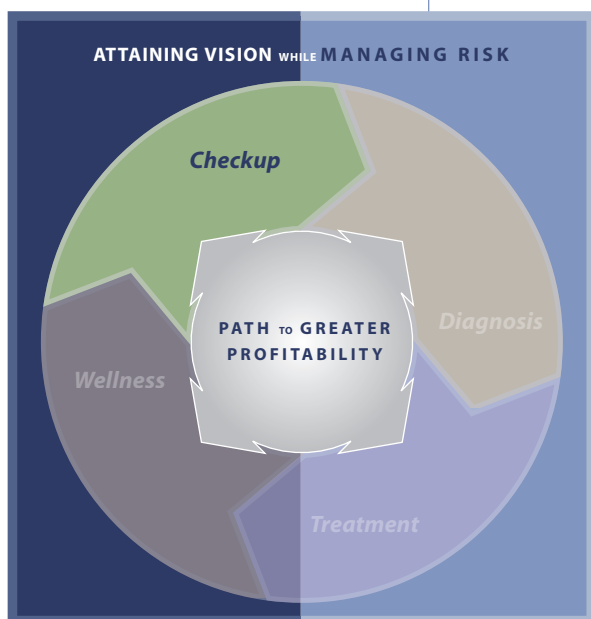 ATTAINING VISION WHILE MANAGING RISK
Checkup
Diagnosis
PATH TO GREATER
PROFITABILITY
Wellness
Treatment